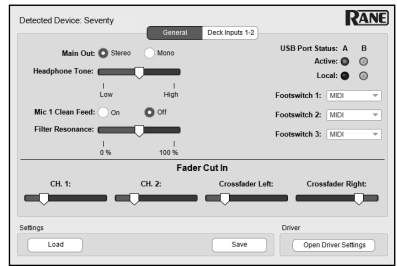 Detected Device: Seventy
RANE
General
Deck Inputs 1-2
Main Out: Stereo Mono
Headphone Tone:
Low High
Mic 1 Clean Feed: On Off
Filter Resonance:
0 % 100 %
USB Port Status: A B
Active:
Local:
Footswitch 1: MIDI
Footswitch 2: MIDI
Footswitch 3: MIDI
Fader Cut In
CH. 1: CH. 2: Crossfader Left: Crossfader Right:
Settings
Load
Save
Driver
Open Driver Settings